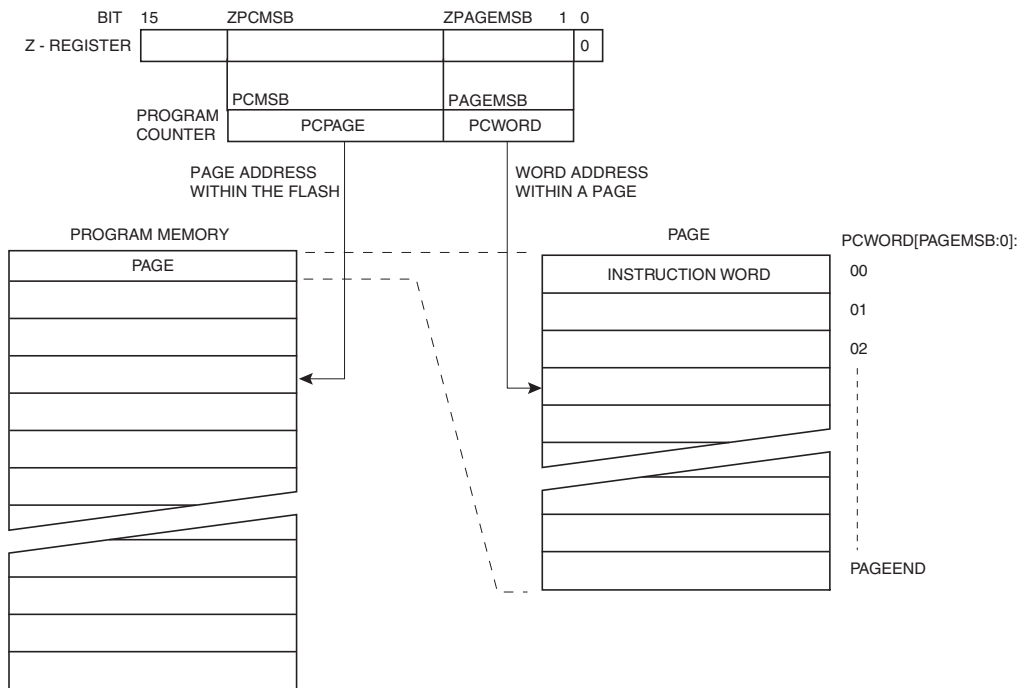 BIT 15 ZPCMSB ZPAGEMSB 1 0
Z - REGISTER 0
PCMSB PAGEMSB
PROGRAM
COUNTER
PCPAGE PCWORD
PAGE ADDRESS
WITHIN THE FLASH
WORD ADDRESS
WITHIN A PAGE
PROGRAM MEMORY
PAGE
PAGE
INSTRUCTION WORD
PCWORD[PAGEMSB:0]:
00
01
02
PAGEEND